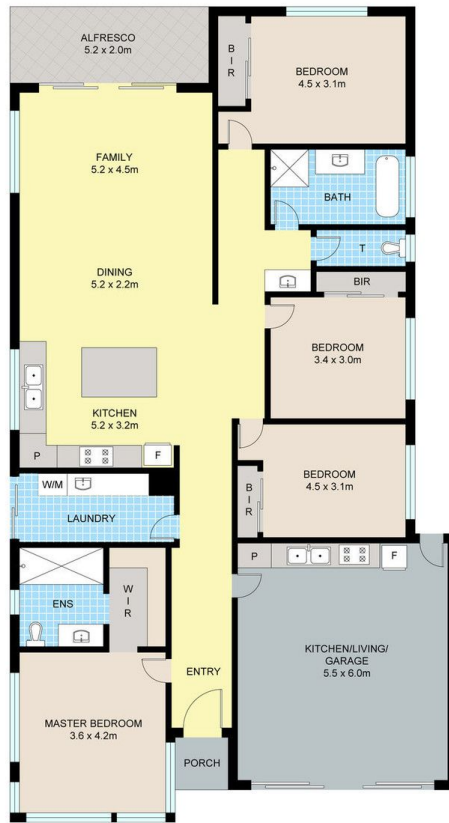 ALFRESCO
5.2 x 2.0m
B
I
R
BEDROOM
4.5 x 3.1m
FAMILY
5.2 x 4.5m
BATH
T
DINING
5.2 x 2.2m
BIR
BEDROOM
3.4 x 3.0m
KITCHEN
5.2 x 3.2m
P
F
BEDROOM
4.5 x 3.1m
B
I
R
W/M
LAUNDRY
P
F
W
I
R
ENS
KITCHEN/LIVING/
GARAGE
5.5 x 6.0m
ENTRY
MASTER BEDROOM
3.6 x 4.2m
PORCH